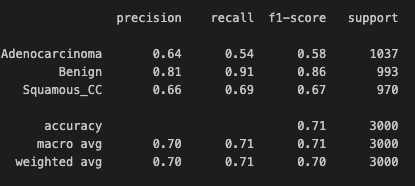 precision recall f1-score support
Adenocarcinoma 0.64 0.54 0.58 1037
Benign 0.81 0.91 0.86 993
Squamous_CC 0.66 0.69 0.67 970
accuracy 0.71 3000
macro avg 0.70 0.71 0.71 3000
weighted avg 0.70 0.71 0.70 3000